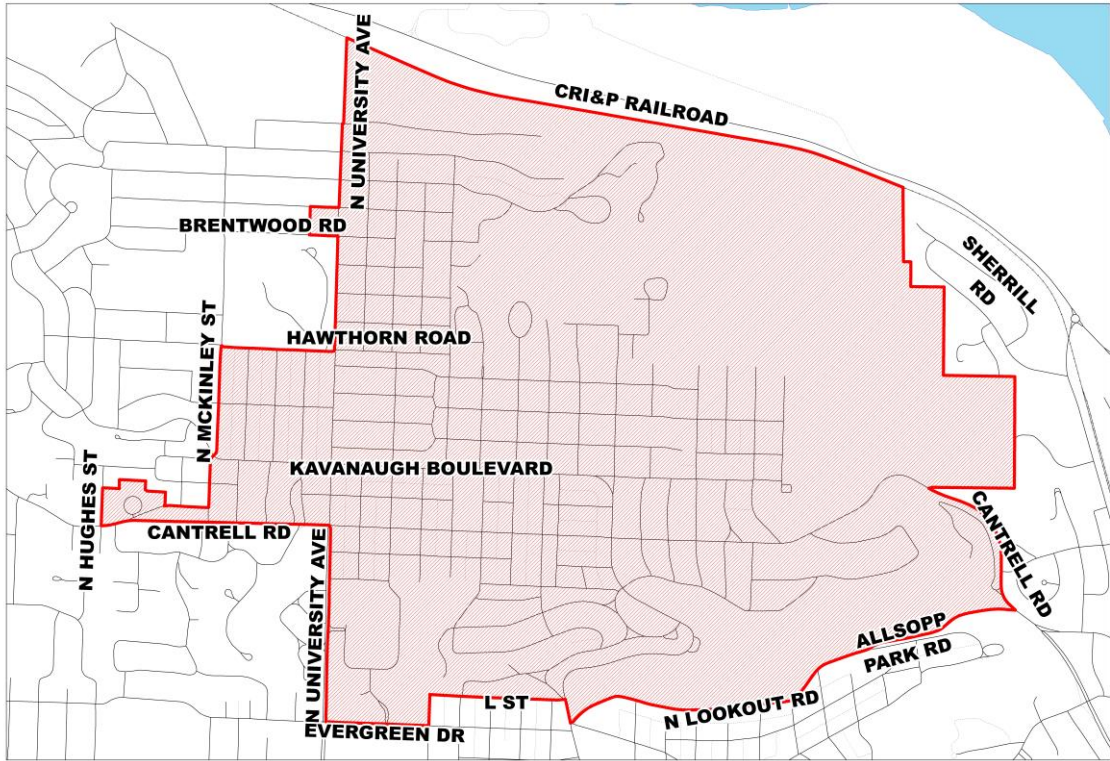 N UNIVERSITY AVE
CRI&P RAILROAD
BRENTWOOD RD
SHERRILL
RD
HAWTHORN ROAD
N MCKINLEY ST
KAVANAUGH BOULEVARD
N HUGHES ST
CANTRELL RD
CANTRELL RD
N UNIVERSITY AVE
ALLSOPP
PARK RD
L ST
N LOOKOUT RD
EVERGREEN DR